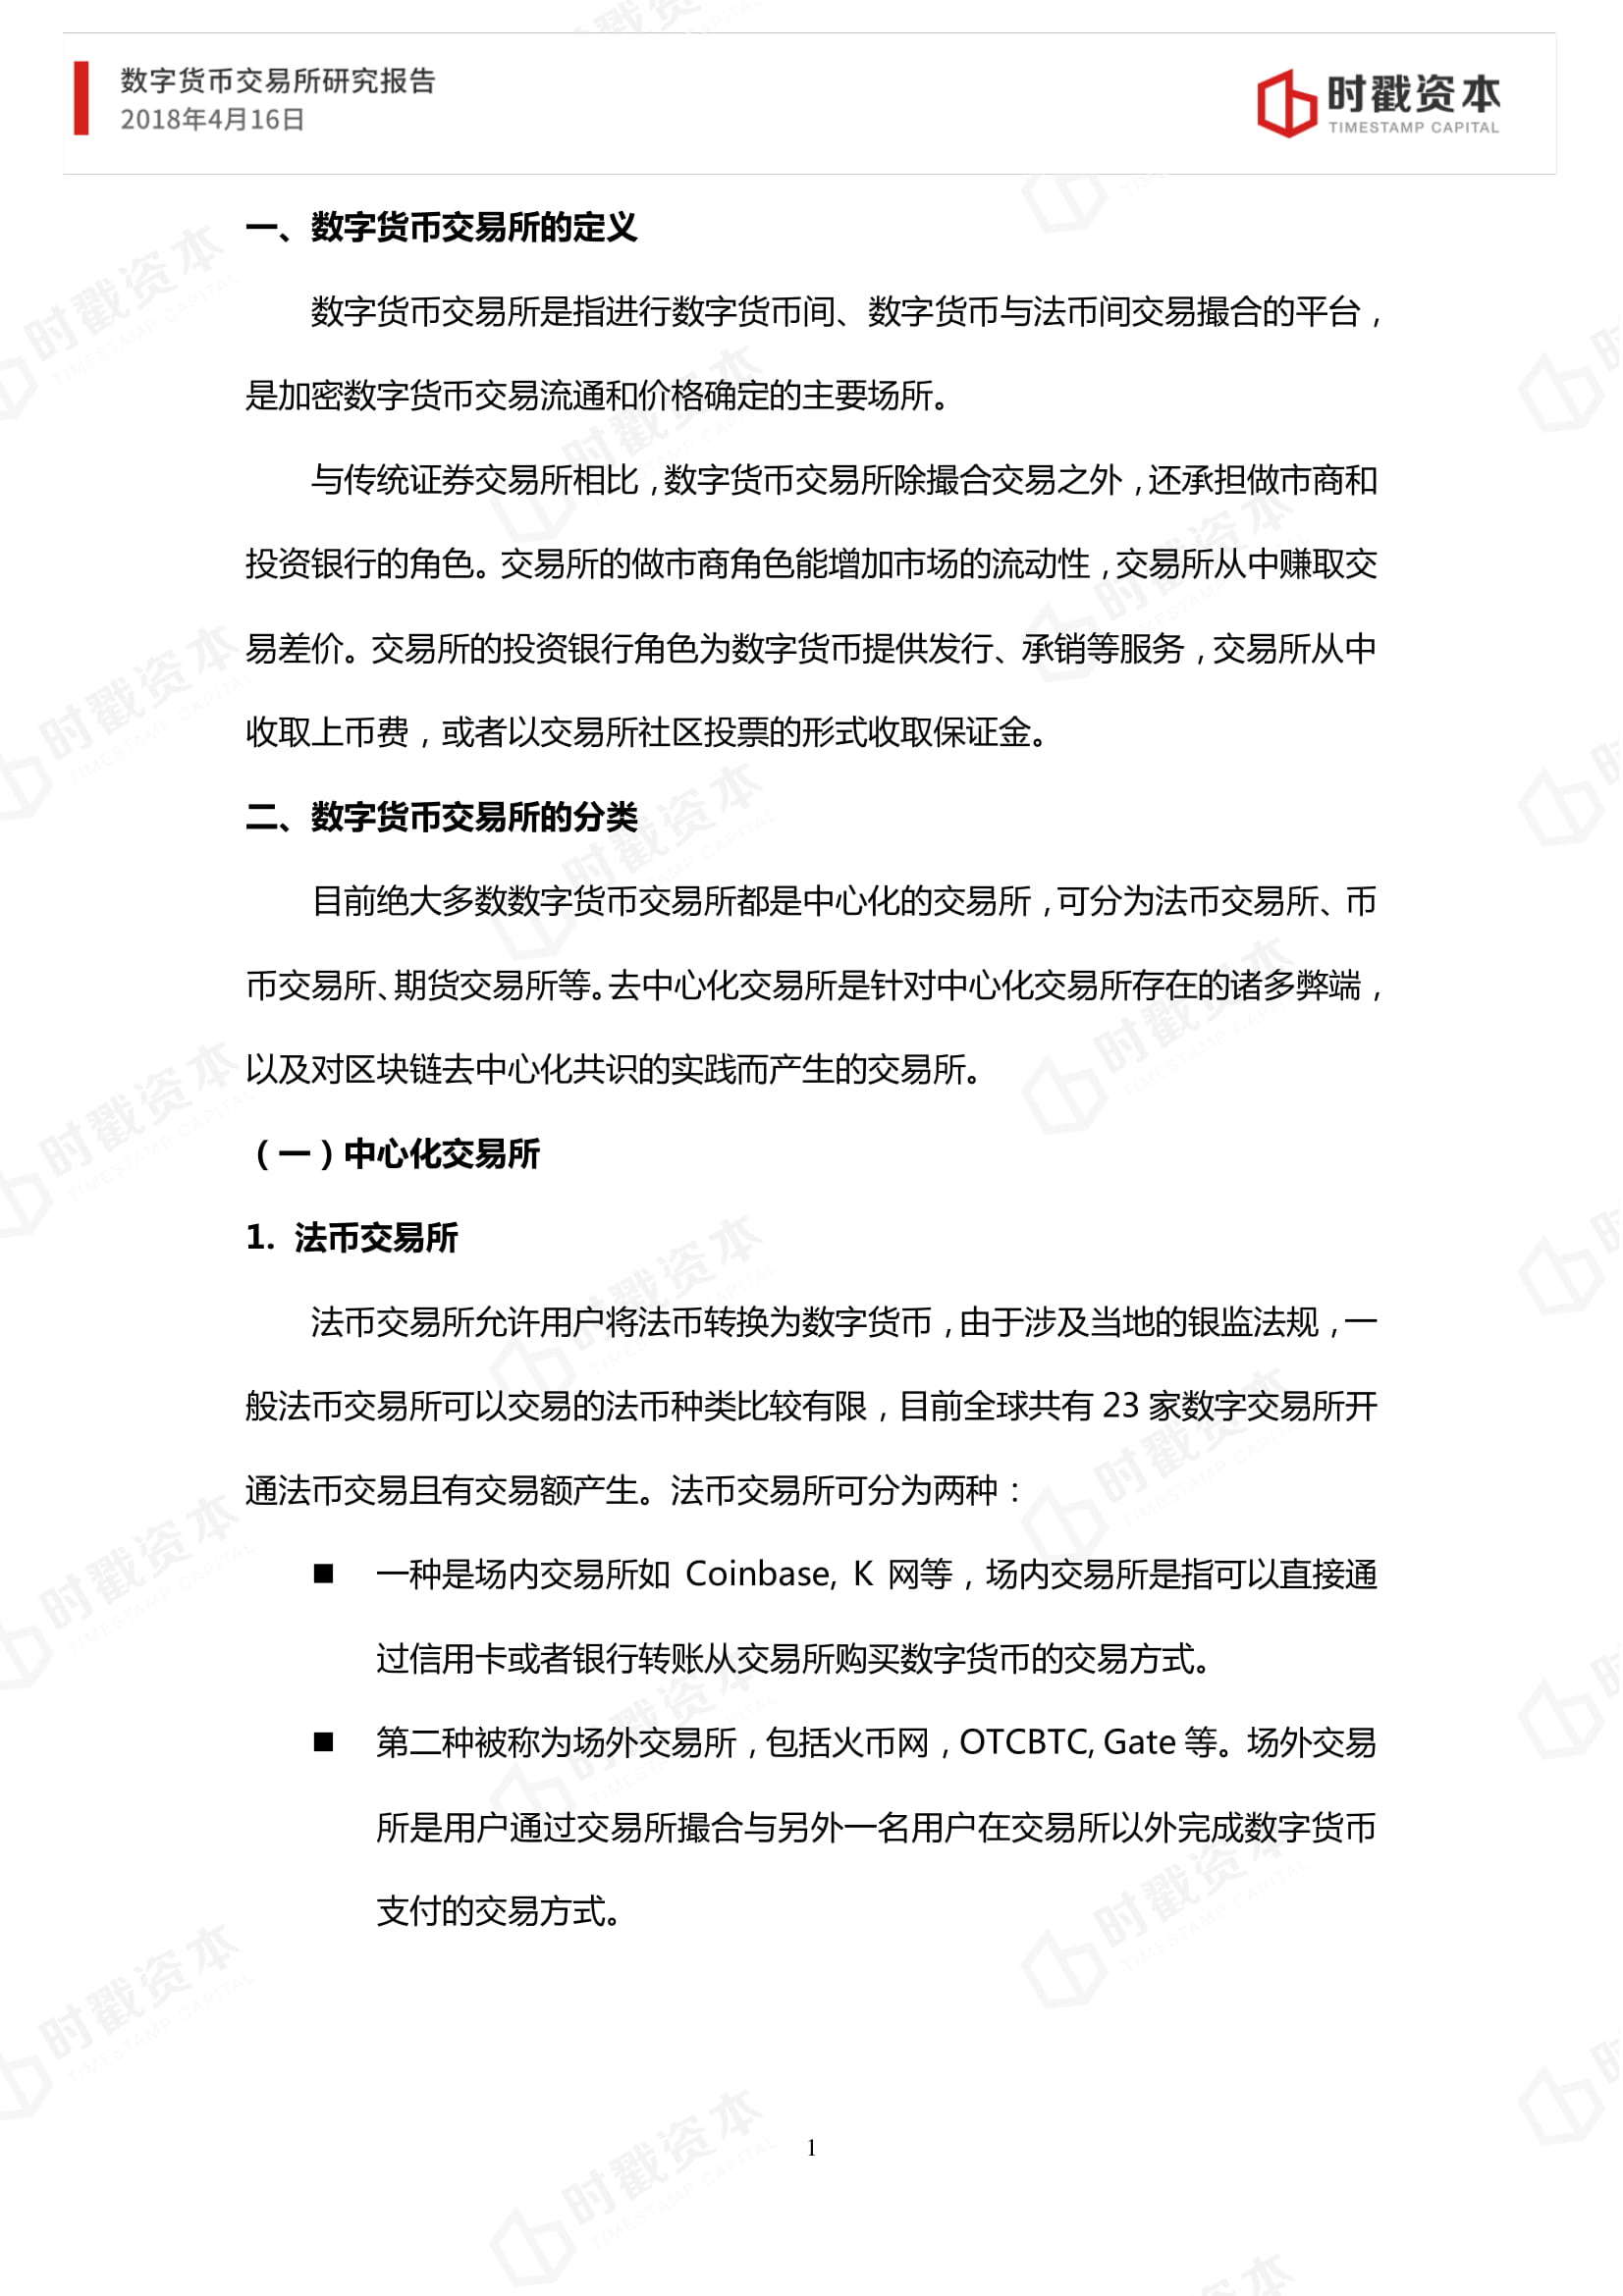 数字货币交易所研究报告
2018年4月16日
时戳资本
TIMESTAMP CAPITAL
一、数字货币交易所的定义
数字货币交易所是指进行数字货币间、数字货币与法币间交易撮合的平台，
是加密数字货币交易流通和价格确定的主要场所。
与传统证券交易所相比，数字货币交易所除撮合交易之外，还承担做市商和
投资银行的角色。交易所的做市商角色能增加市场的流动性，交易所从中赚取交
易差价。交易所的投资银行角色为数字货币提供发行、承销等服务，交易所从中
收取上币费，或者以交易所社区投票的形式收取保证金。
二、数字货币交易所的分类
目前绝大多数数字货币交易所都是中心化的交易所，可分为法币交易所、币
币交易所、期货交易所等。去中心化交易所是针对中心化交易所存在的诸多弊端，
以及对区块链去中心化共识的实践而产生的交易所。
（一）中心化交易所
1. 法币交易所
法币交易所允许用户将法币转换为数字货币，由于涉及当地的银监法规，一
般法币交易所可以交易的法币种类比较有限，目前全球共有 23 家数字交易所开
通法币交易且有交易额产生。法币交易所可分为两种：
■ 一种是场内交易所如 Coinbase, K 网等，场内交易所是指可以直接通
过信用卡或者银行转账从交易所购买数字货币的交易方式。
■ 第二种被称为场外交易所，包括火币网，OTCBTC, Gate 等。场外交易
所是用户通过交易所撮合与另外一名用户在交易所以外完成数字货币
支付的交易方式。
1